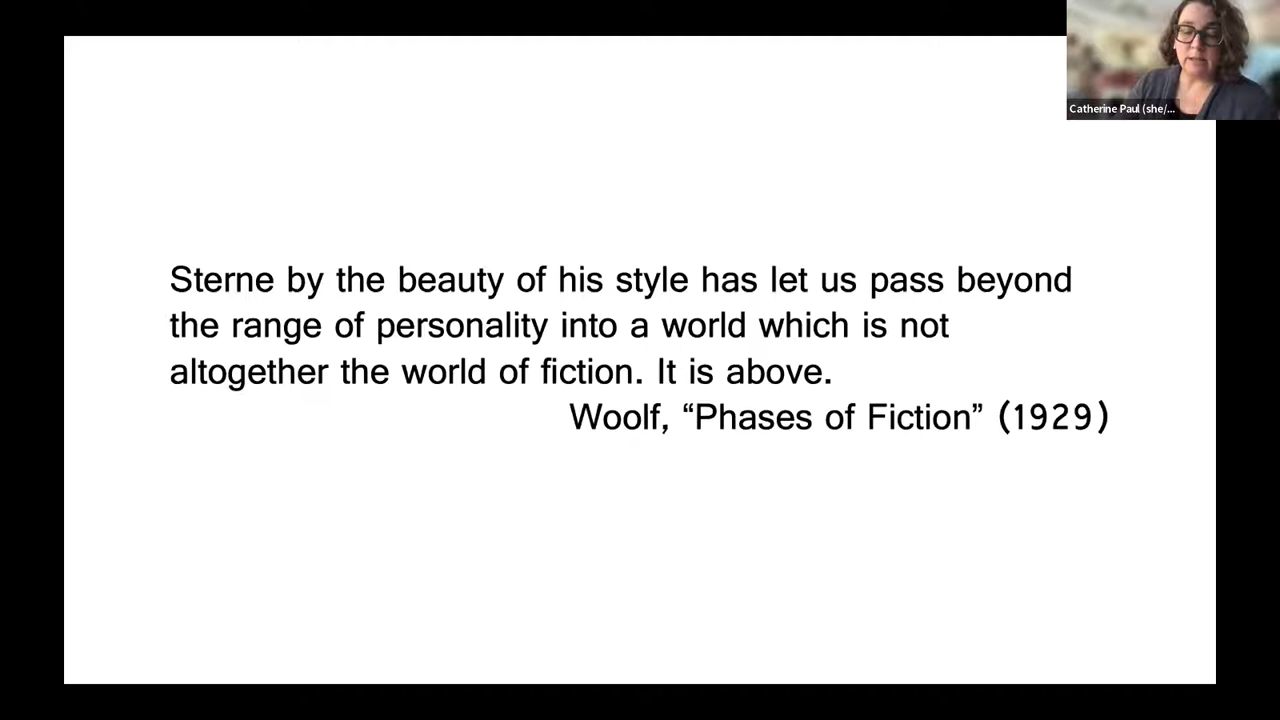 Catherine Paul (she/...
Sterne by the beauty of his style has let us pass beyond
the range of personality into a world which is not
altogether the world of fiction. It is above.
Woolf, “Phases of Fiction” (1929)